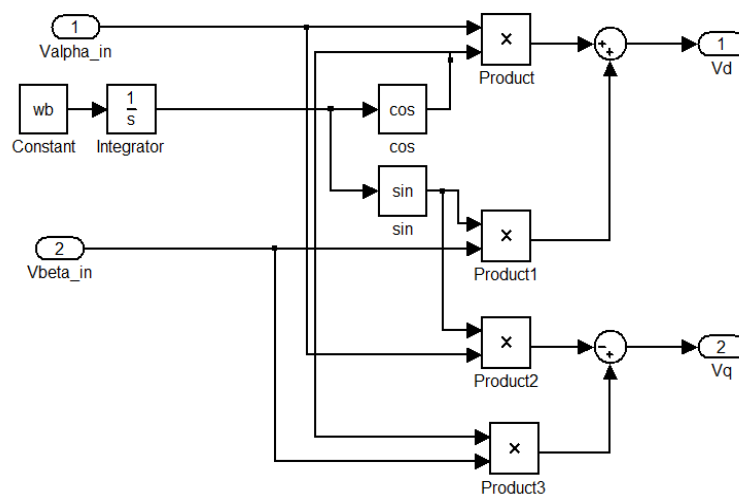 1
Valpha_in
×
Product
+
+
1
Vd
wb
Constant
1
s
Integrator
cos
cos
sin
sin
2
Vbeta_in
×
Product1
×
Product2
−
+
2
Vq
×
Product3